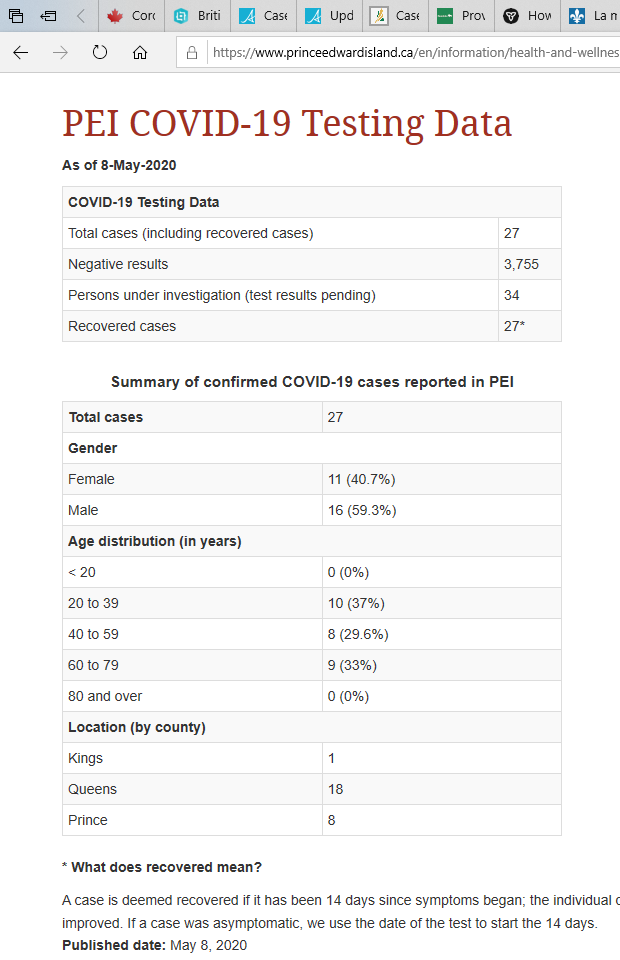 Briti
Case
Upd
Case
Prov
How
La n
https://www.princeedwardisland.ca/en/information/health-and-wellnes
PEI COVID-19 Testing Data
As of 8-May-2020
COVID-19 Testing Data
Total cases (including recovered cases) 27
Negative results 3,755
Persons under investigation (test results pending) 34
Recovered cases 27*
Summary of confirmed COVID-19 cases reported in PEI
Total cases 27
Gender
Female 11 (40.7%)
Male 16 (59.3%)
Age distribution (in years)
< 20 0 (0%)
20 to 39 10 (37%)
40 to 59 8 (29.6%)
60 to 79 9 (33%)
80 and over 0 (0%)
Location (by county)
Kings 1
Queens 18
Prince 8
* What does recovered mean?
A case is deemed recovered if it has been 14 days since symptoms began; the individual
improved. If a case was asymptomatic, we use the date of the test to start the 14 days.
Published date: May 8, 2020